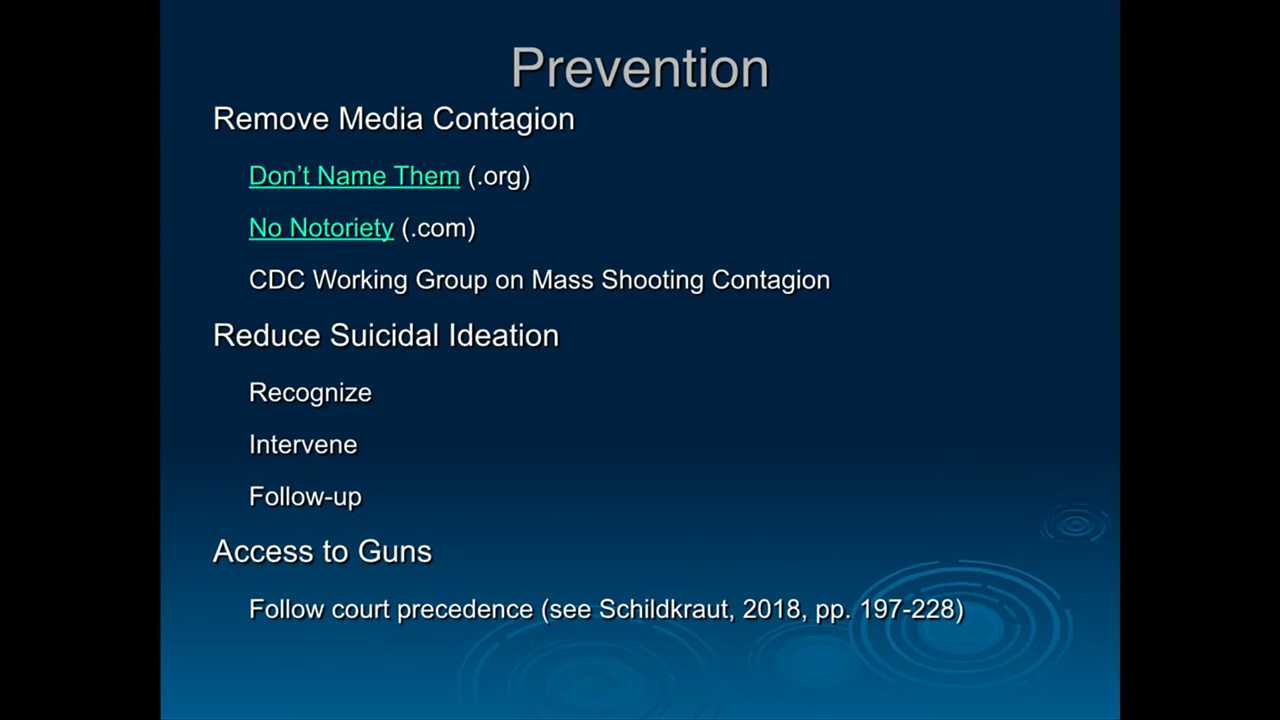 Prevention
Remove Media Contagion
Don’t Name Them (.org)
No Notoriety (.com)
CDC Working Group on Mass Shooting Contagion
Reduce Suicidal Ideation
Recognize
Intervene
Follow-up
Access to Guns
Follow court precedence (see Schildkraut, 2018, pp. 197-228)